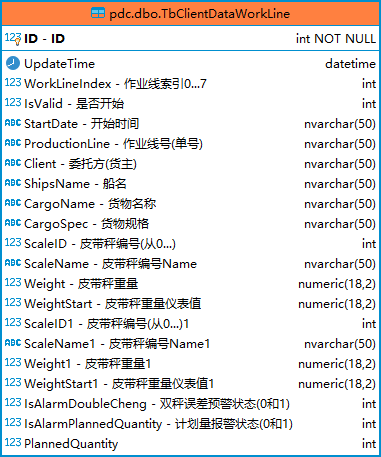 pdc.dbo.TbClientDataWorkLine
123 ID - ID int NOT NULL
UpdateTime datetime
123 WorkLineIndex - 作业线索引0...7 int
123 IsValid - 是否开始 int
ABC StartDate - 开始时间 nvarchar(50)
ABC ProductionLine - 作业线号(单号) nvarchar(50)
ABC Client - 委托方(货主) nvarchar(50)
ABC ShipsName - 船名 nvarchar(50)
ABC CargoName - 货物名称 nvarchar(50)
ABC CargoSpec - 货物规格 nvarchar(50)
123 ScaleID - 皮带秤编号(从0...) int
ABC ScaleName - 皮带秤编号Name nvarchar(50)
123 Weight - 皮带秤重量 numeric(18,2)
123 WeightStart - 皮带秤重量仪表值 numeric(18,2)
123 ScaleID1 - 皮带秤编号(从0...)1 int
ABC ScaleName1 - 皮带秤编号Name1 nvarchar(50)
123 Weight1 - 皮带秤重量1 numeric(18,2)
123 WeightStart1 - 皮带秤重量仪表值1 numeric(18,2)
123 IsAlarmDoubleCheng - 双秤误差预警状态(0和1) int
123 IsAlarmPlannedQuantity - 计划量报警状态(0和1) int
123 PlannedQuantity int